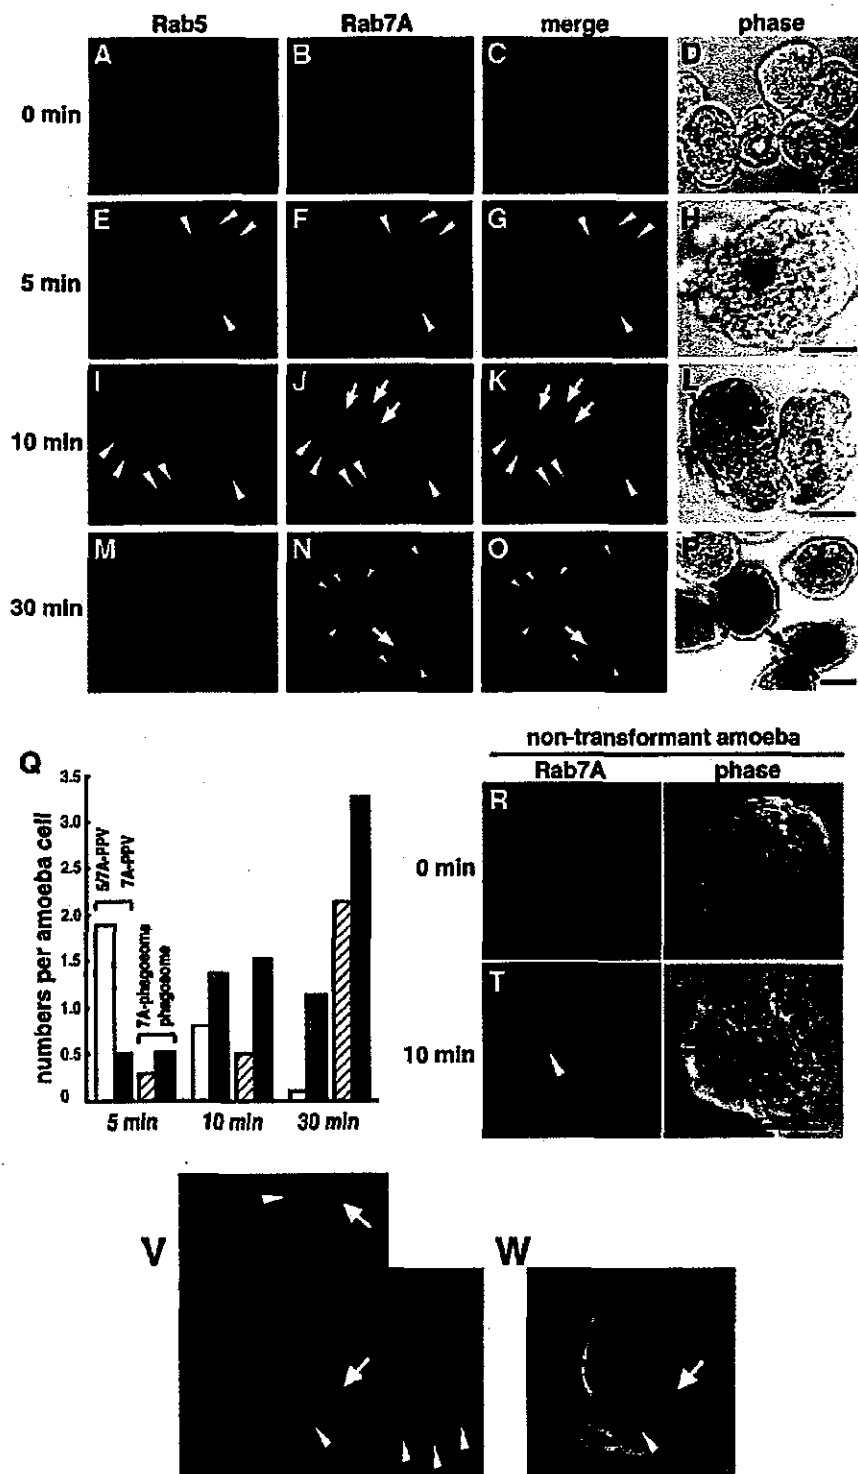 Rab5 Rab7A merge phase
A B C D
0 min
E F G H
5 min
I J K L
10 min
M N O P
30 min
Q
numbers per amoeba cell
3.5
3.0
2.5
2.0
1.5
1.0
0.5
0
5/7A-PPV
7A-PPV
7A-phagosome
phagosome
5 min 10 min 30 min
non-transformant amoeba
Rab7A phase
R
0 min
T
10 min
V W